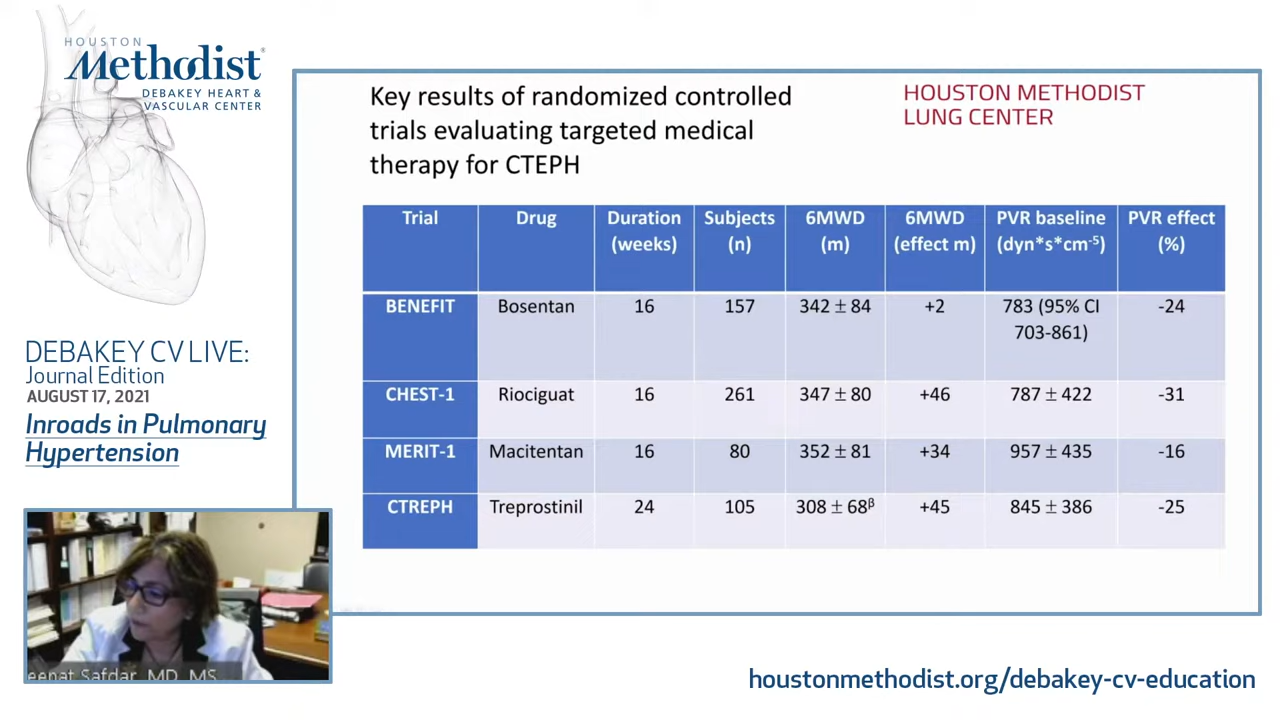 HOUSTON
Methodist®
DEBAKEY HEART &
VASCULAR CENTER
DEBAKEY CV LIVE:
Journal Edition
AUGUST 17, 2021
Inroads in Pulmonary
Hypertension
Key results of randomized controlled
trials evaluating targeted medical
therapy for CTEPH
HOUSTON METHODIST
LUNG CENTER
Trial Drug Duration (weeks) Subjects (n) 6MWD (m) 6MWD (effect m) PVR baseline (dyn*s*cm⁻⁵) PVR effect (%)
BENEFIT Bosentan 16 157 342 ± 84 +2 783 (95% CI 703-861) -24
CHEST-1 Riociguat 16 261 347 ± 80 +46 787 ± 422 -31
MERIT-1 Macitentan 16 80 352 ± 81 +34 957 ± 435 -16
CTREPH Treprostinil 24 105 308 ± 68ᵝ +45 845 ± 386 -25
eenat Safdar, MD, MS
houstonmethodist.org/debakey-cv-education